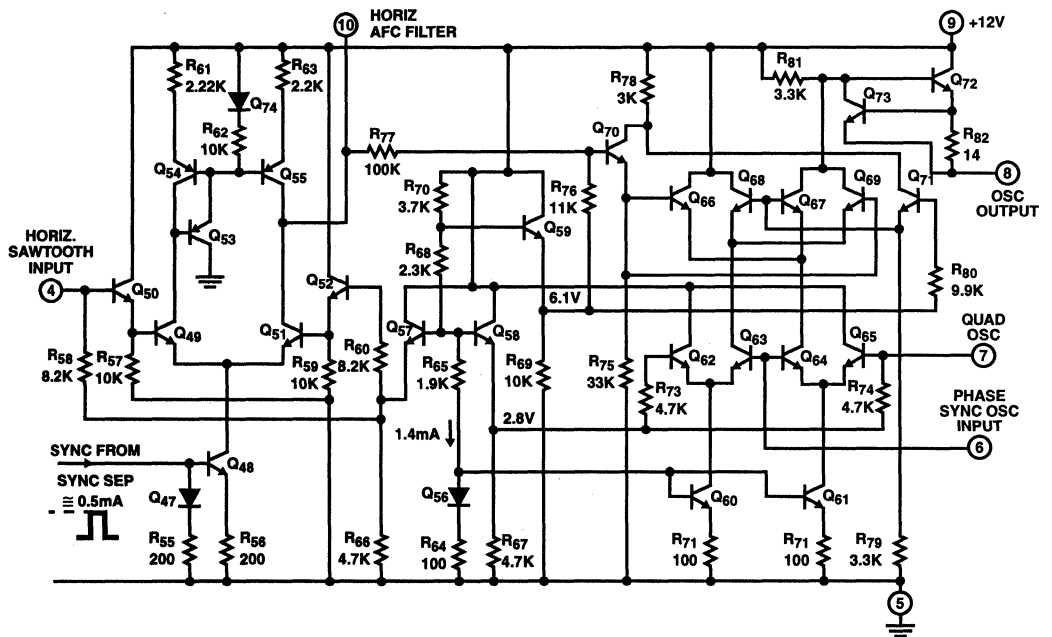 10
HORIZ
AFC FILTER
9
+12V
R61
2.22K
R63
2.2K
Q74
R62
10K
Q54
Q55
Q53
R77
100K
R78
3K
Q70
R81
3.3K
Q73
Q72
R82
14
8
OSC
OUTPUT
R70
3.7K
R76
11K
Q66
Q68
Q67
Q69
Q71
Q59
R68
2.3K
HORIZ.
SAWTOOTH
INPUT
4
Q50
Q49
Q52
Q51
Q57
Q58
6.1V
R80
9.9K
R58
8.2K
R57
10K
R59
10K
R60
8.2K
R65
1.9K
R69
10K
R75
33K
Q62
Q63
Q64
Q65
QUAD
OSC
7
R73
4.7K
R74
4.7K
PHASE
SYNC OSC
INPUT
6
1.4mA
2.8V
SYNC FROM
SYNC SEP
≅ 0.5mA
Q48
Q47
Q56
Q60
Q61
R55
200
R56
200
R66
4.7K
R64
100
R67
4.7K
R71
100
R71
100
R79
3.3K
5